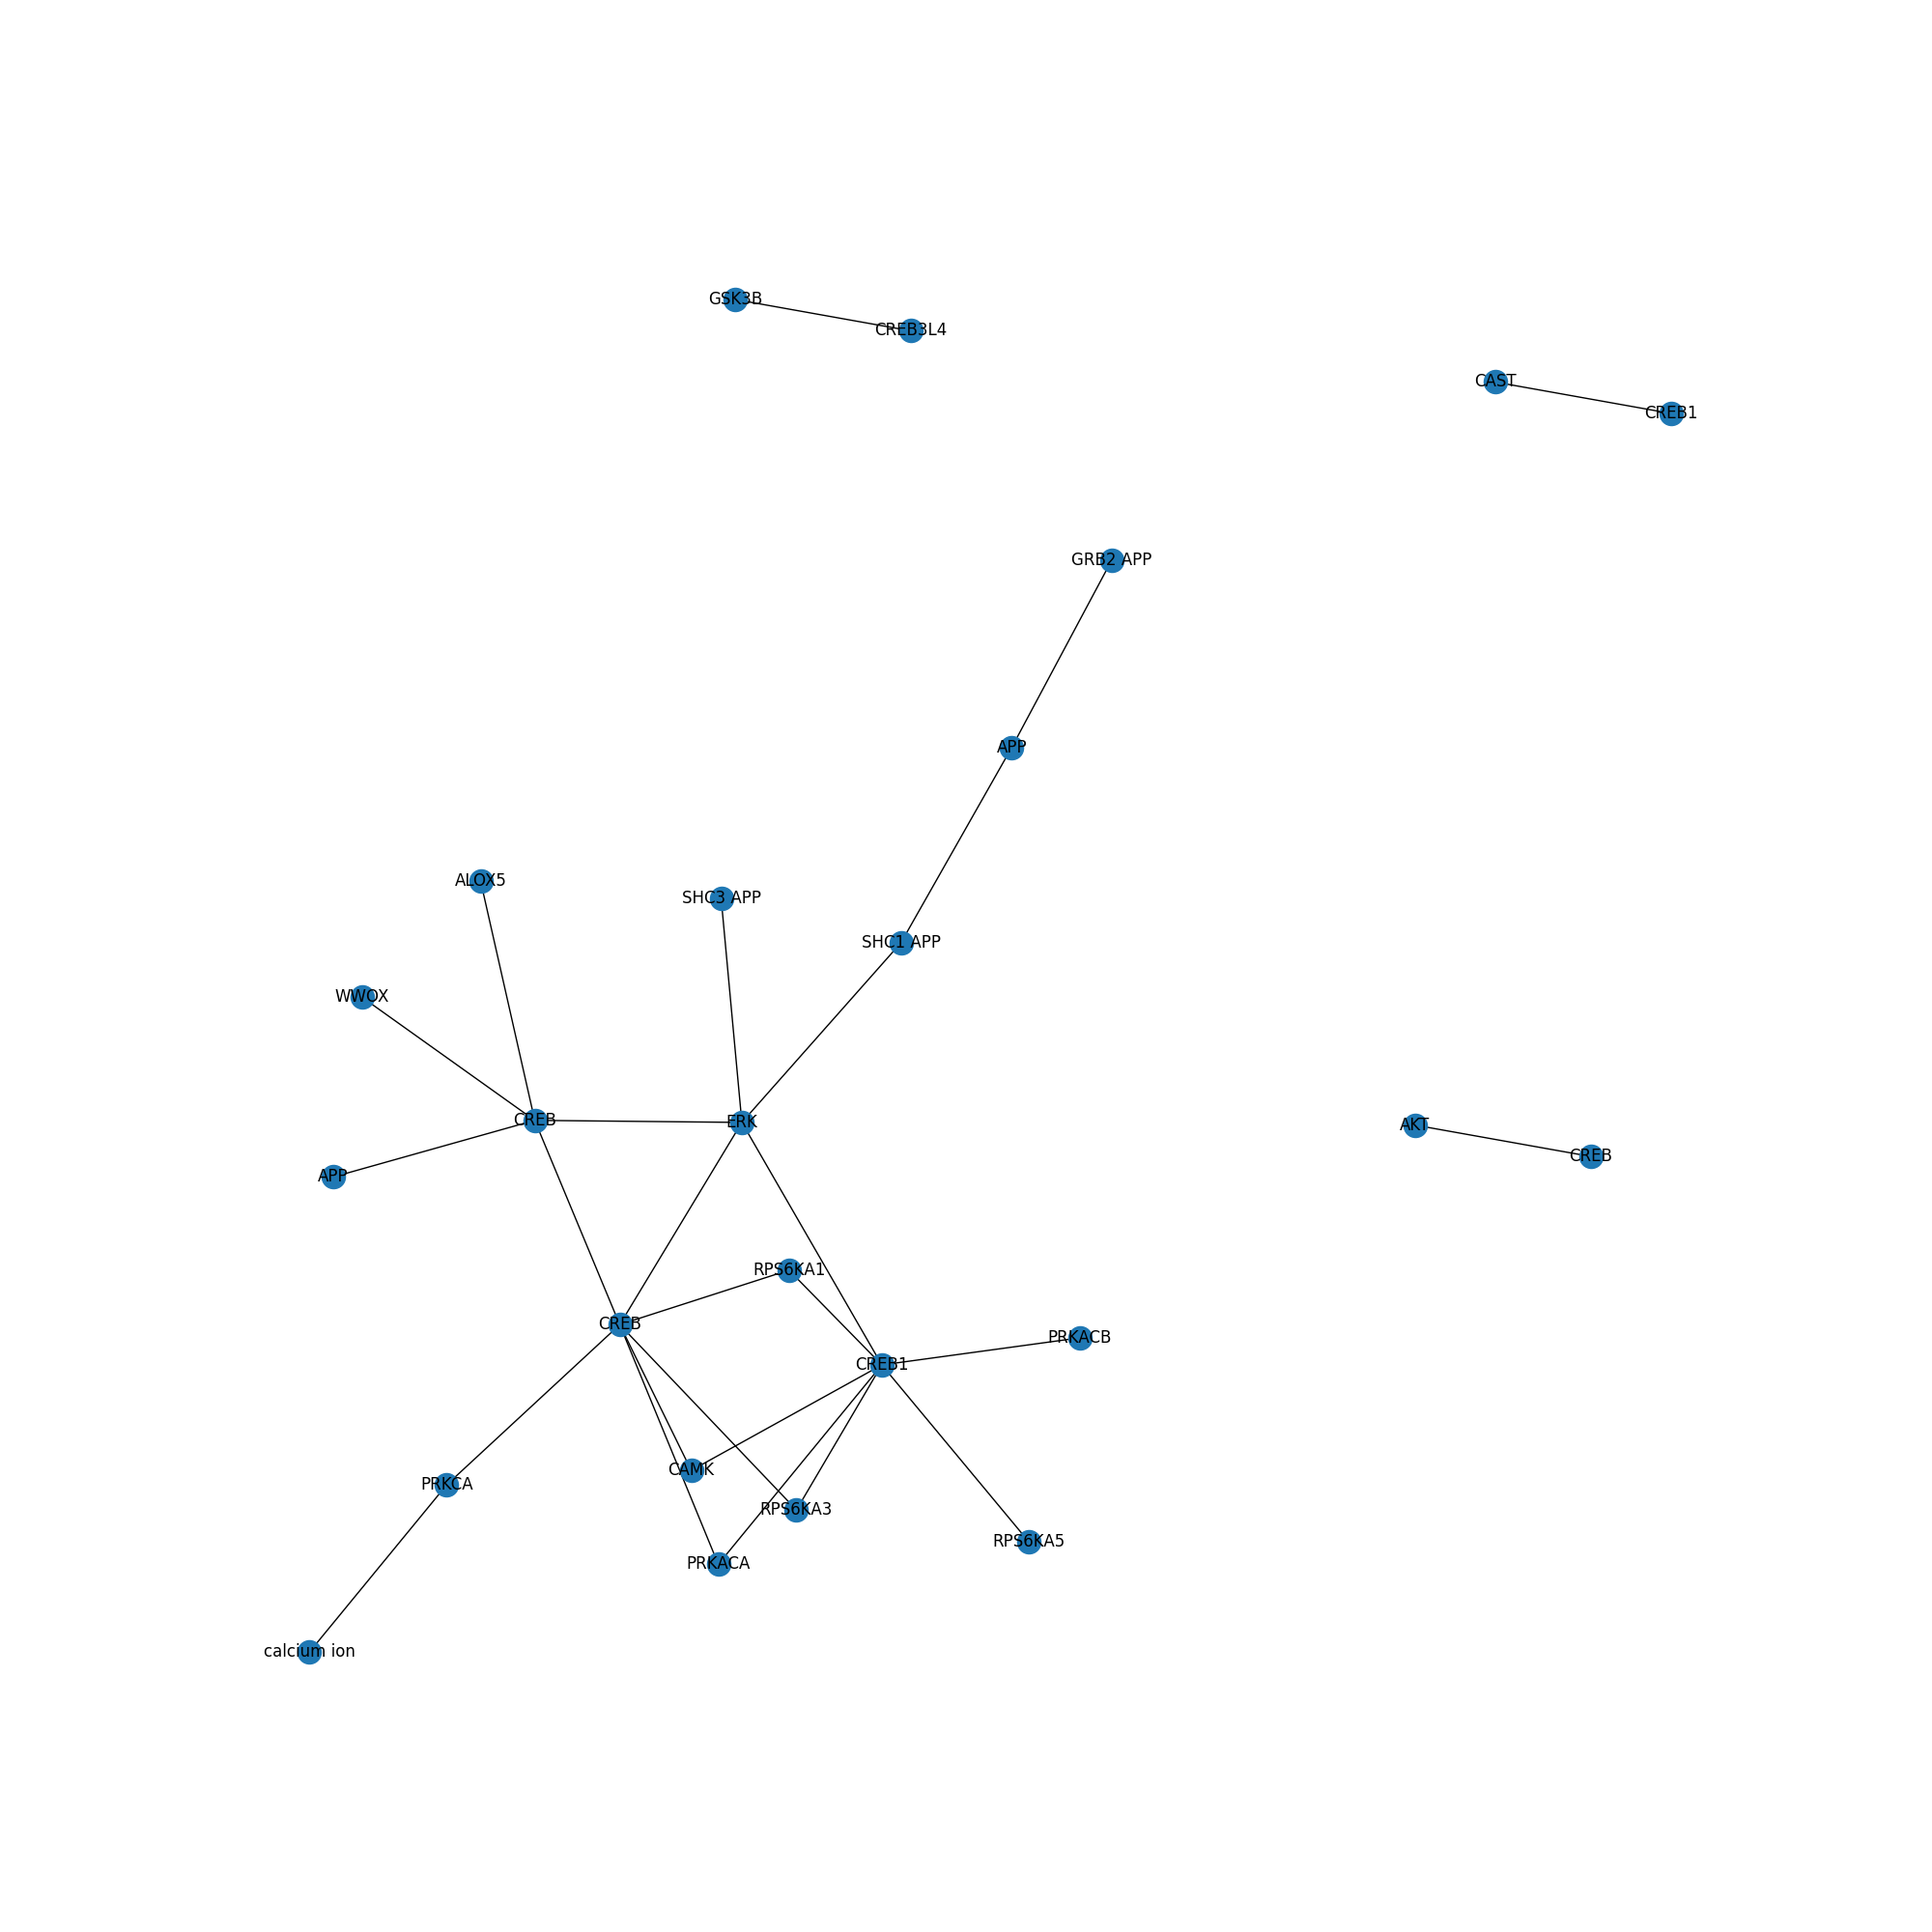 GSK3B
CREB3L4
CAST
CREB1
GRB2 APP
APP
ALOX5
SHC3 APP
SHC1 APP
WWOX
CREB
ERK
AKT
CREB
APP
RPS6KA1
CREB
PRKACB
CREB1
CAMK
PRKCA
RPS6KA3
RPS6KA5
PRKACA
calcium ion